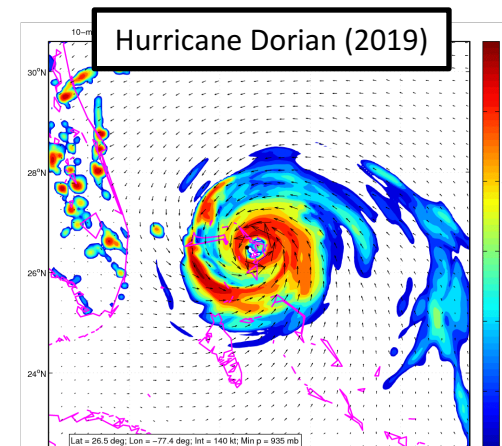 Hurricane Dorian (2019)
10-m
30°N
28°N
26°N
24°N
Lat = 26.5 deg; Lon = −77.4 deg; Int = 140 kt; Min p = 935 mb